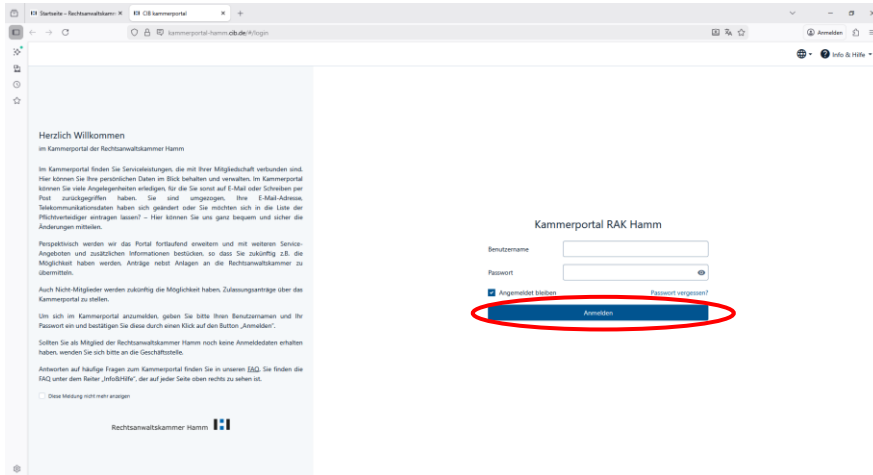 Startseite – Rechtsanwaltskamm
CIB kammerportal
kammerportal-hamm.cib.de/#/login
Anmelden
Info & Hilfe
Herzlich Willkommen
im Kammerportal der Rechtsanwaltskammer Hamm
Im Kammerportal finden Sie Serviceleistungen, die mit Ihrer Mitgliedschaft verbunden sind.
Hier können Sie Ihre persönlichen Daten im Blick behalten und verwalten. Im Kammerportal
können Sie viele Angelegenheiten erledigen, für die Sie sonst auf E-Mail oder Schreiben per
Post zurückgegriffen haben. Sie sind umgezogen, Ihre E-Mail-Adresse,
Telekommunikationsdaten haben sich geändert oder Sie möchten sich in die Liste der
Pflichtverteidiger eintragen lassen? – Hier können Sie uns ganz bequem und sicher die
Änderungen mitteilen.
Perspektivisch werden wir das Portal fortlaufend erweitern und mit weiteren Service-
Angeboten und zusätzlichen Informationen bestücken, so dass Sie zukünftig z.B. die
Möglichkeit haben werden, Anträge nebst Anlagen an die Rechtsanwaltskammer zu
übermitteln.
Auch Nicht-Mitglieder werden zukünftig die Möglichkeit haben, Zulassungsanträge über das
Kammerportal zu stellen.
Um sich im Kammerportal anzumelden, geben Sie bitte Ihren Benutzernamen und Ihr
Passwort ein und bestätigen Sie diese durch einen Klick auf den Button „Anmelden".
Sollten Sie als Mitglied der Rechtsanwaltskammer Hamm noch keine Anmeldedaten erhalten
haben, wenden Sie sich bitte an die Geschäftsstelle.
Antworten auf häufige Fragen zum Kammerportal finden Sie in unseren FAQ. Sie finden die
FAQ unter dem Reiter „Info&Hilfe", der auf jeder Seite oben rechts zu sehen ist.
Diese Meldung nicht mehr anzeigen
Rechtsanwaltskammer Hamm
Kammerportal RAK Hamm
Benutzername
Passwort
Angemeldet bleiben
Passwort vergessen?
Anmelden